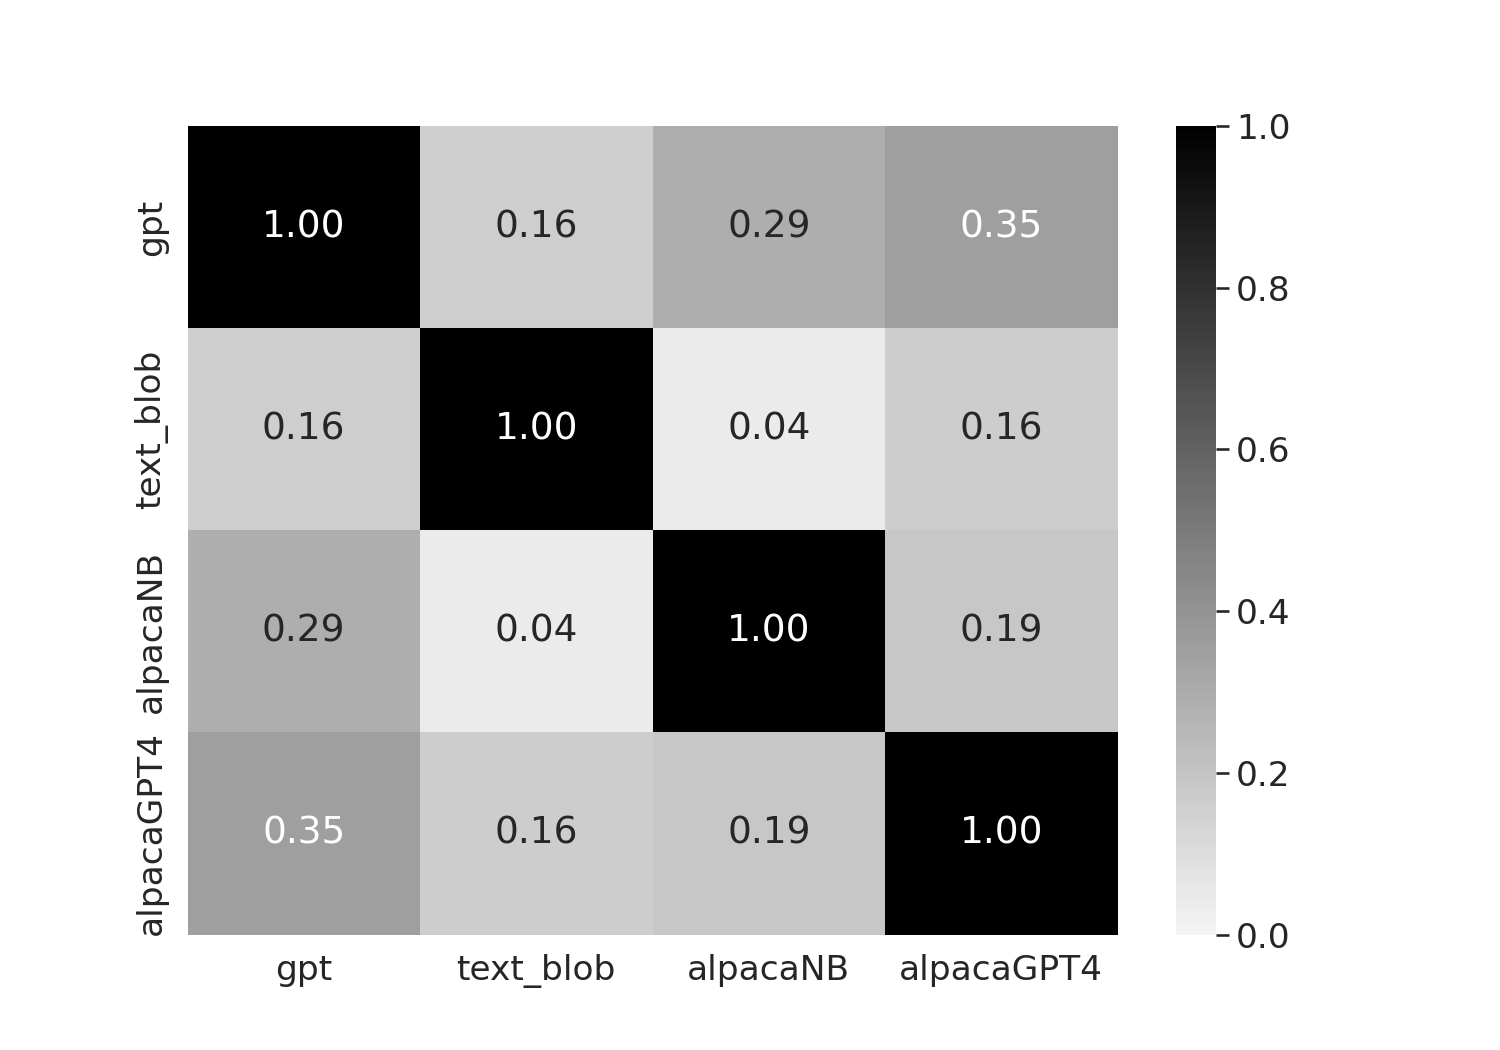 1.0
gpt 1.00 0.16 0.29 0.35
0.8
text_blob 0.16 1.00 0.04 0.16
0.6
alpacaNB 0.29 0.04 1.00 0.19
0.4
0.2
alpacaGPT4 0.35 0.16 0.19 1.00
0.0
gpt text_blob alpacaNB alpacaGPT4